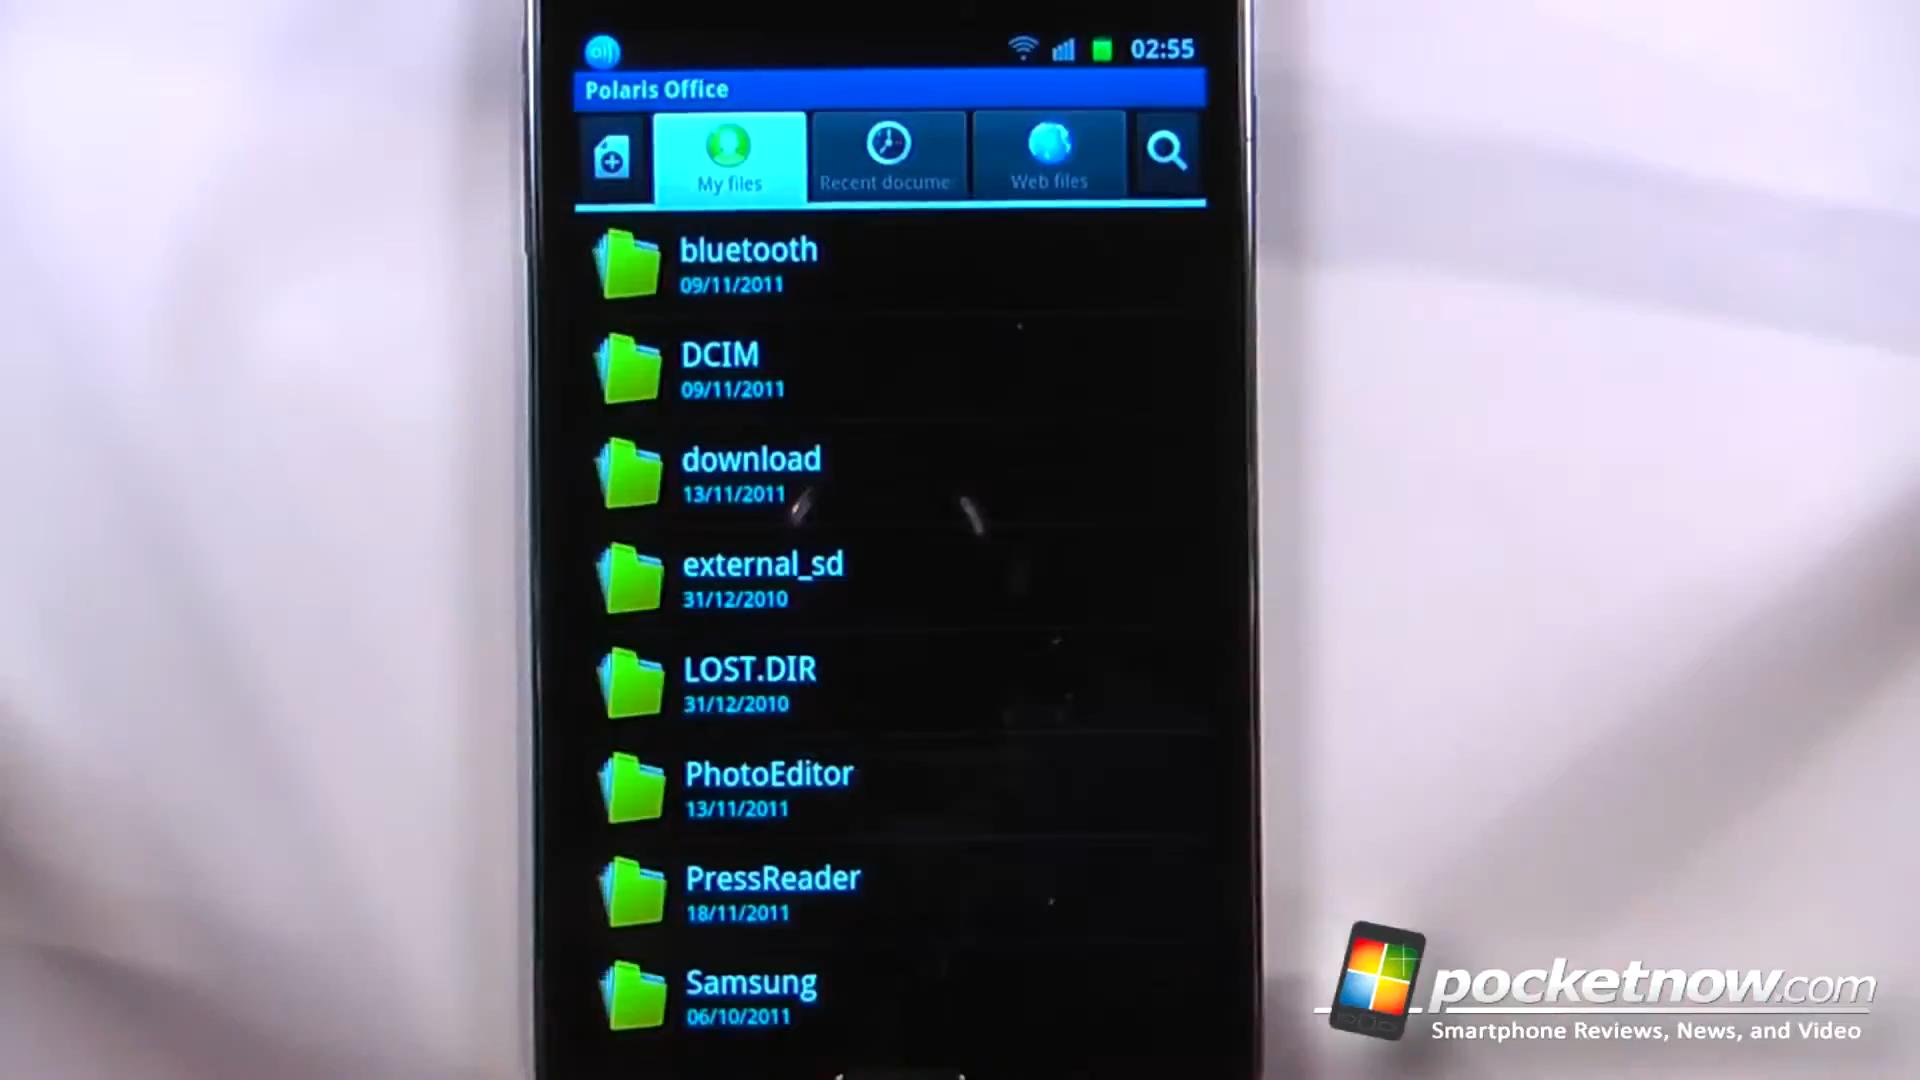 02:55
Polaris Office
My files
Recent docume
Web files
bluetooth
09/11/2011
DCIM
09/11/2011
download
13/11/2011
external_sd
31/12/2010
LOST.DIR
31/12/2010
PhotoEditor
13/11/2011
PressReader
18/11/2011
Samsung
06/10/2011
pocketnow.com
Smartphone Reviews, News, and Video